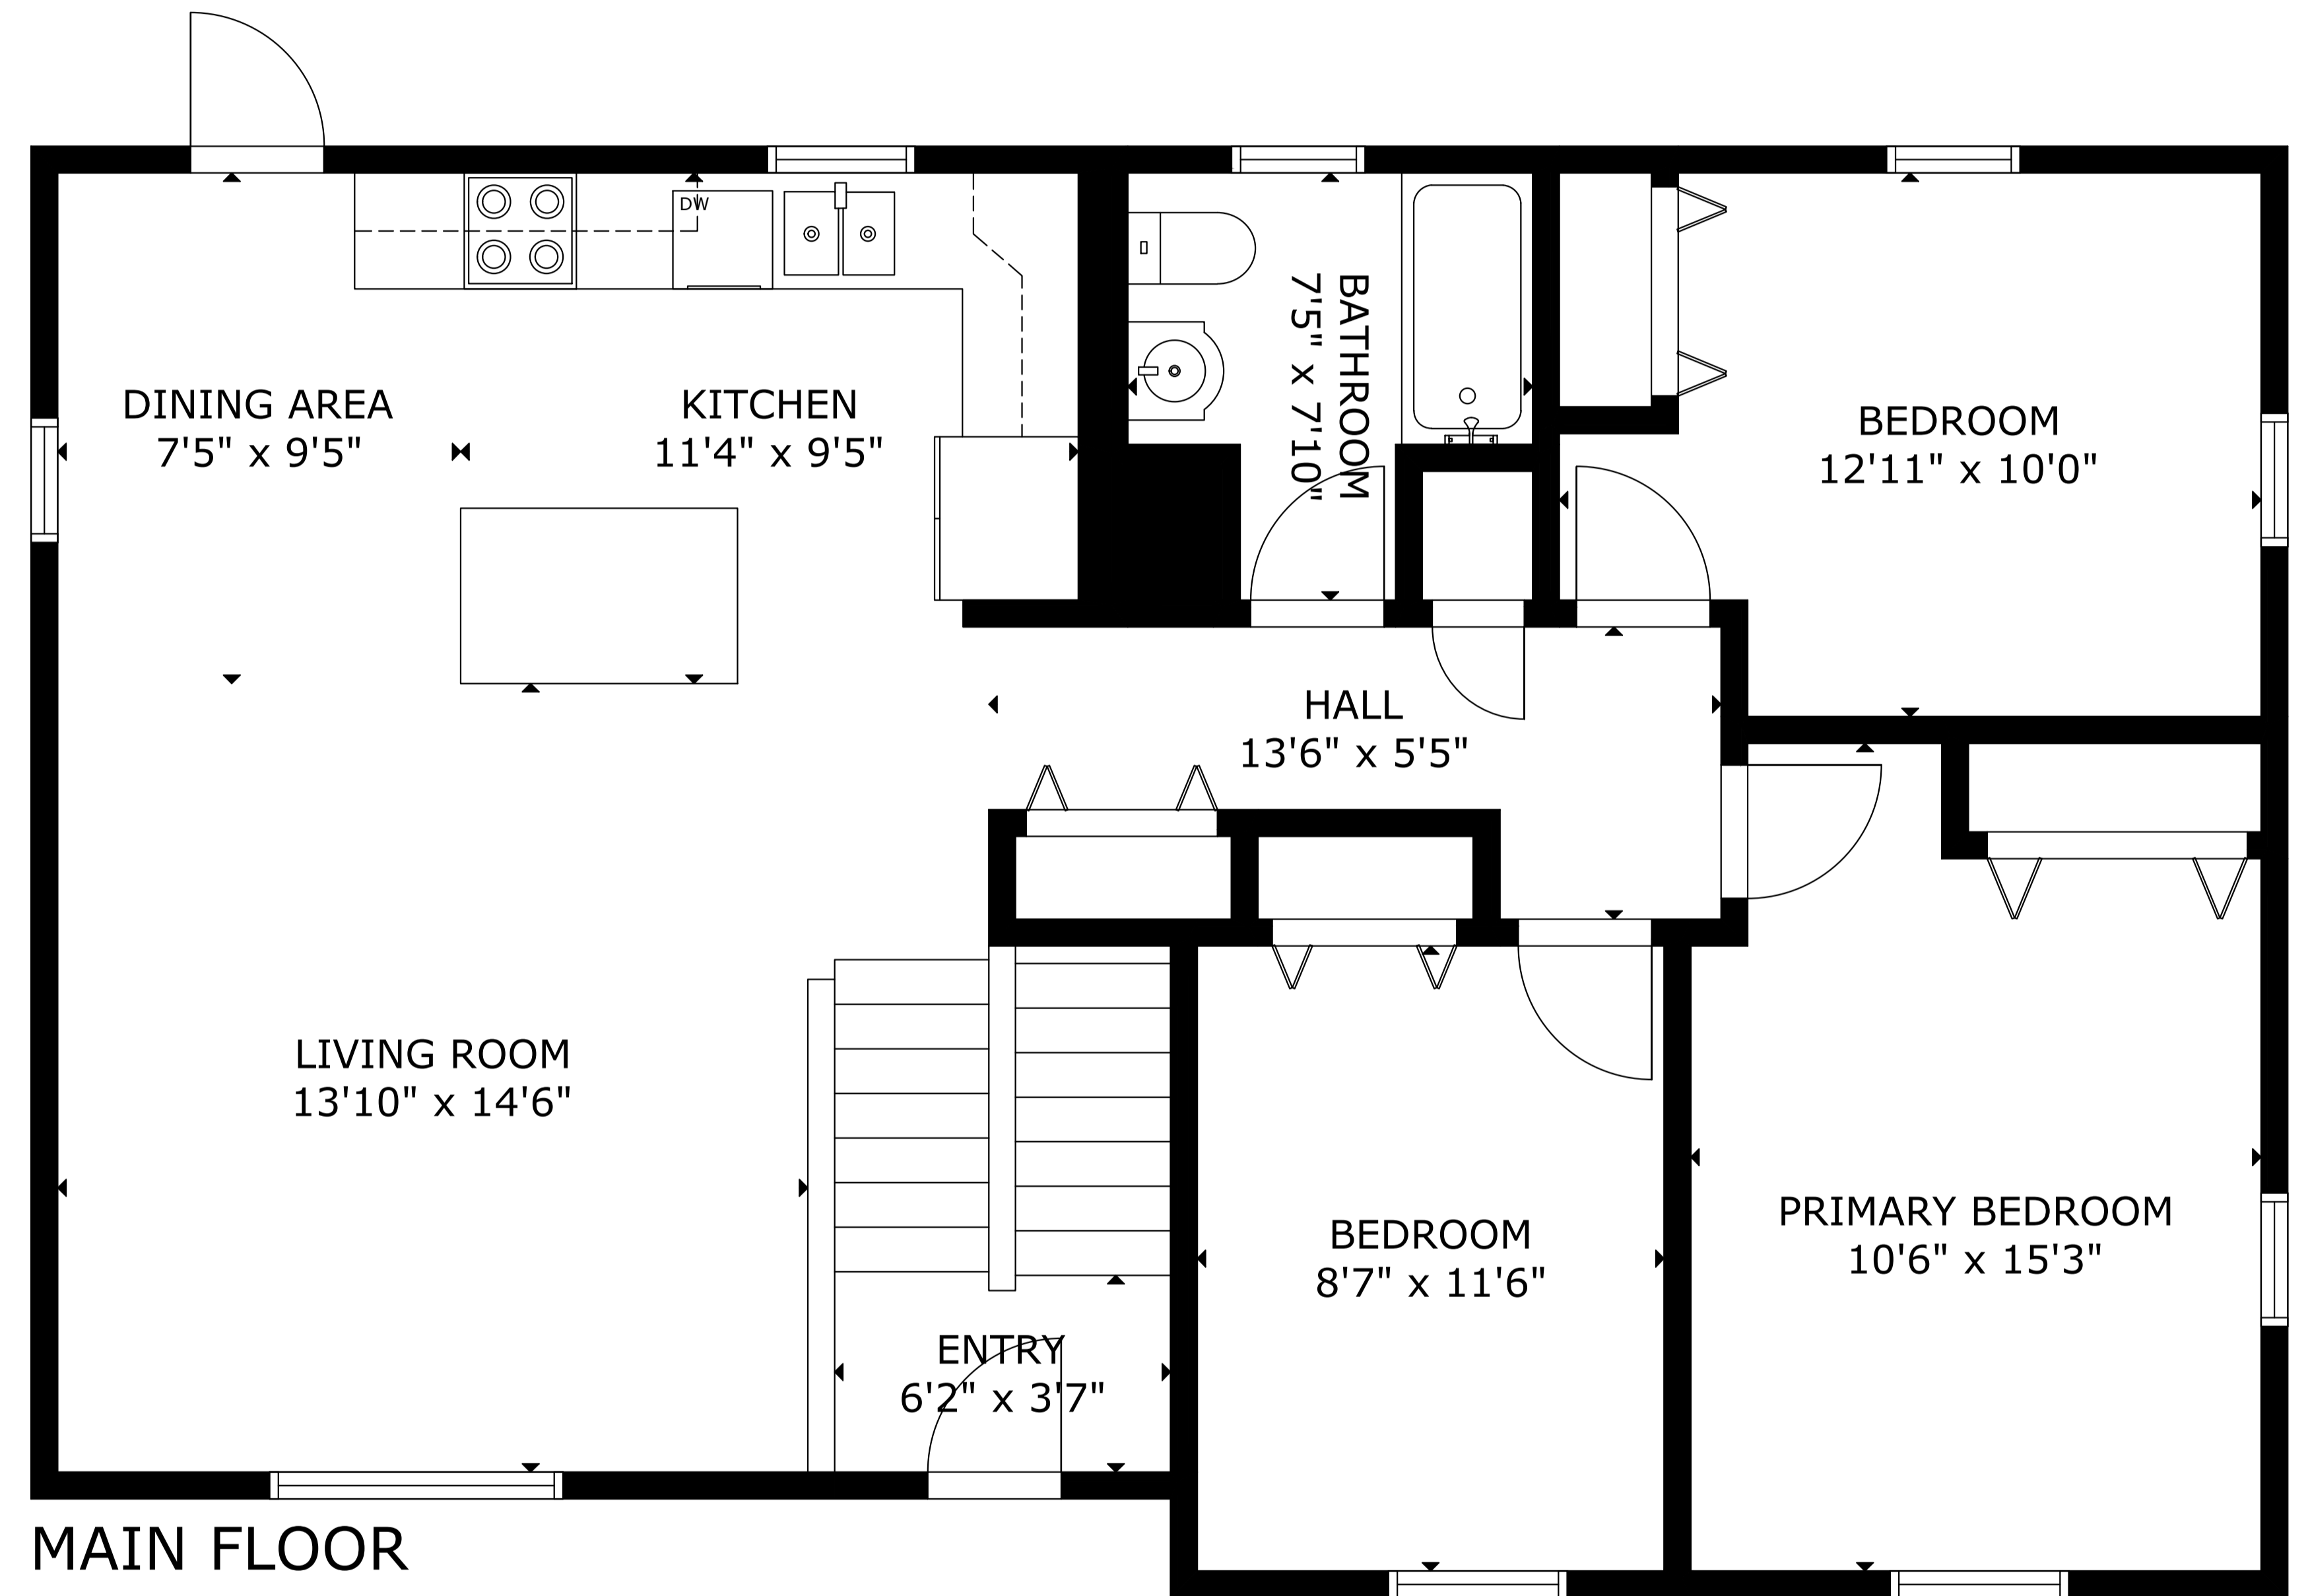 DW
DINING AREA
7'5" x 9'5"
KITCHEN
11'4" x 9'5"
BATHROOM
7'5" x 7'10"
BEDROOM
12'11" x 10'0"
HALL
13'6" x 5'5"
LIVING ROOM
13'10" x 14'6"
ENTRY
6'2" x 3'7"
BEDROOM
8'7" x 11'6"
PRIMARY BEDROOM
10'6" x 15'3"
MAIN FLOOR